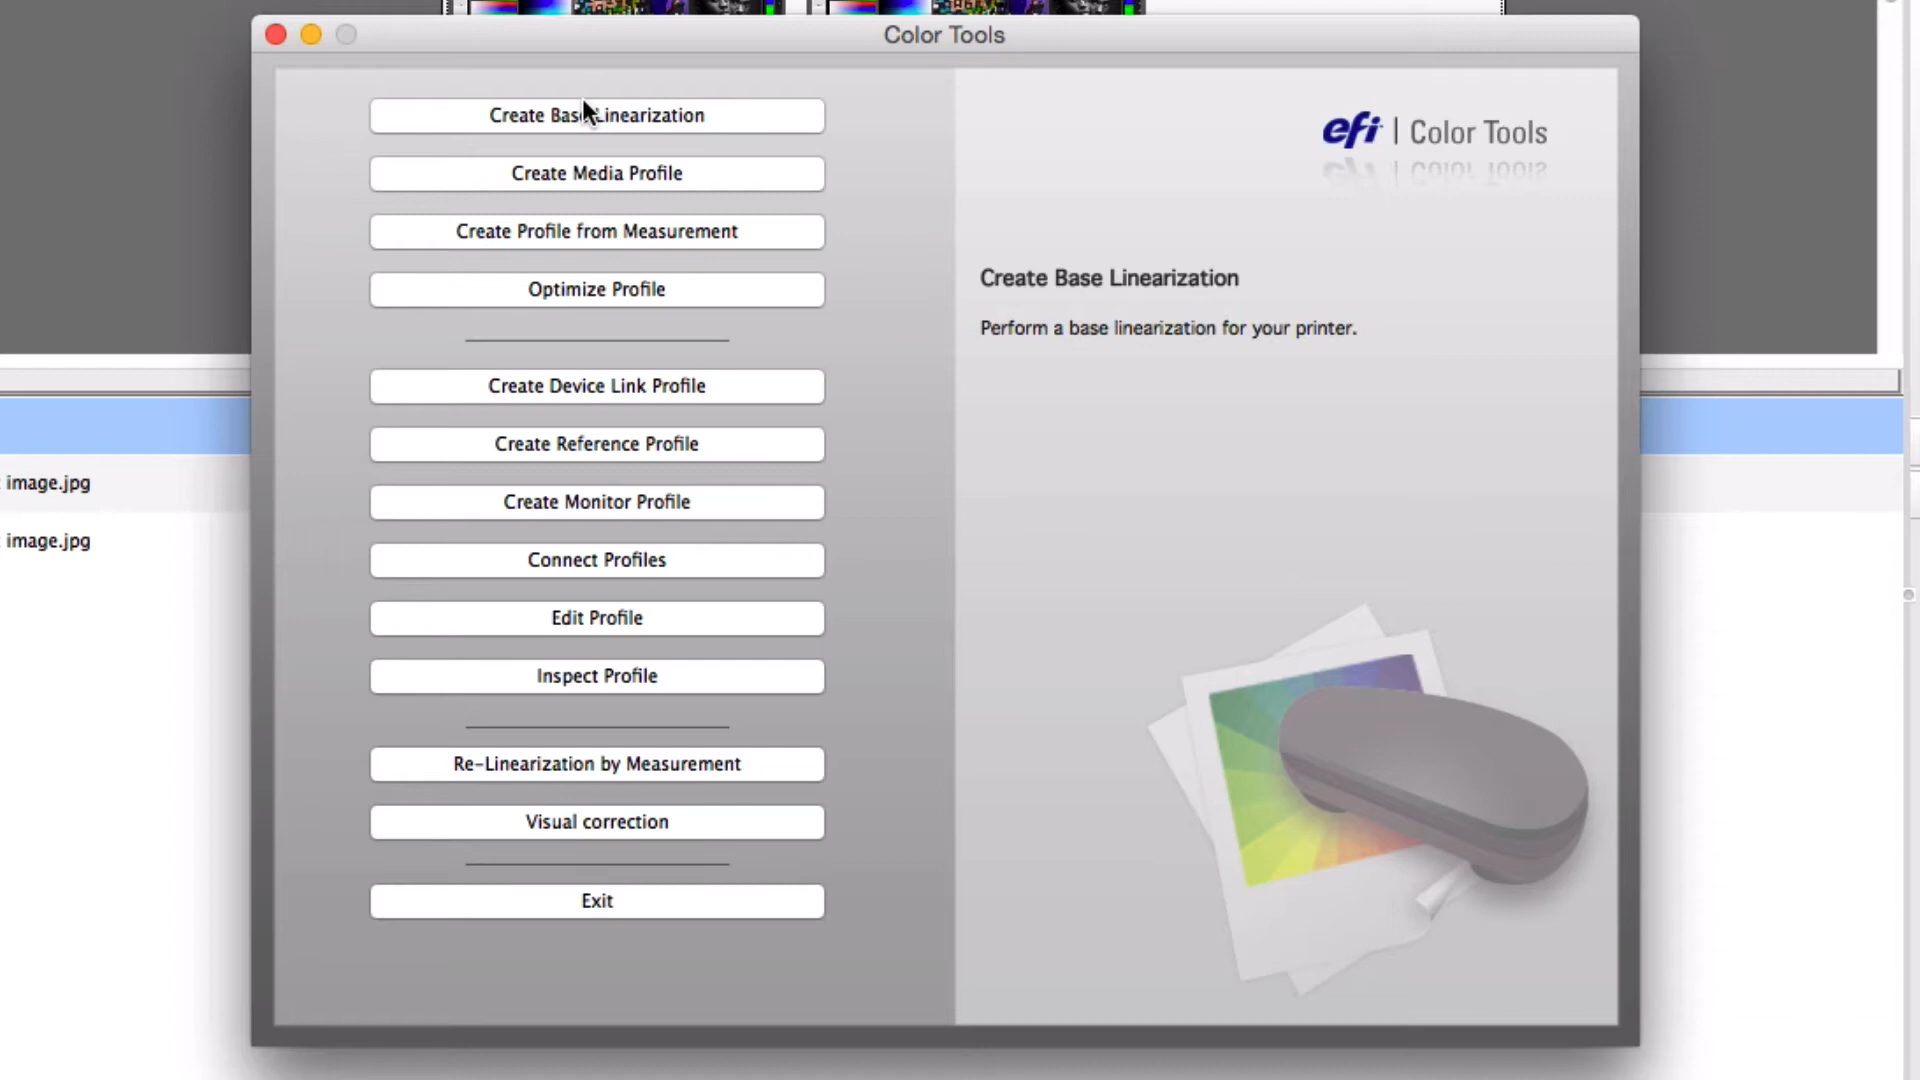 Color Tools
Create Base Linearization
Create Media Profile
Create Profile from Measurement
Optimize Profile
Create Device Link Profile
Create Reference Profile
Create Monitor Profile
Connect Profiles
Edit Profile
Inspect Profile
Re-Linearization by Measurement
Visual correction
Exit
efi | Color Tools
Create Base Linearization
Perform a base linearization for your printer.
image.jpg
image.jpg